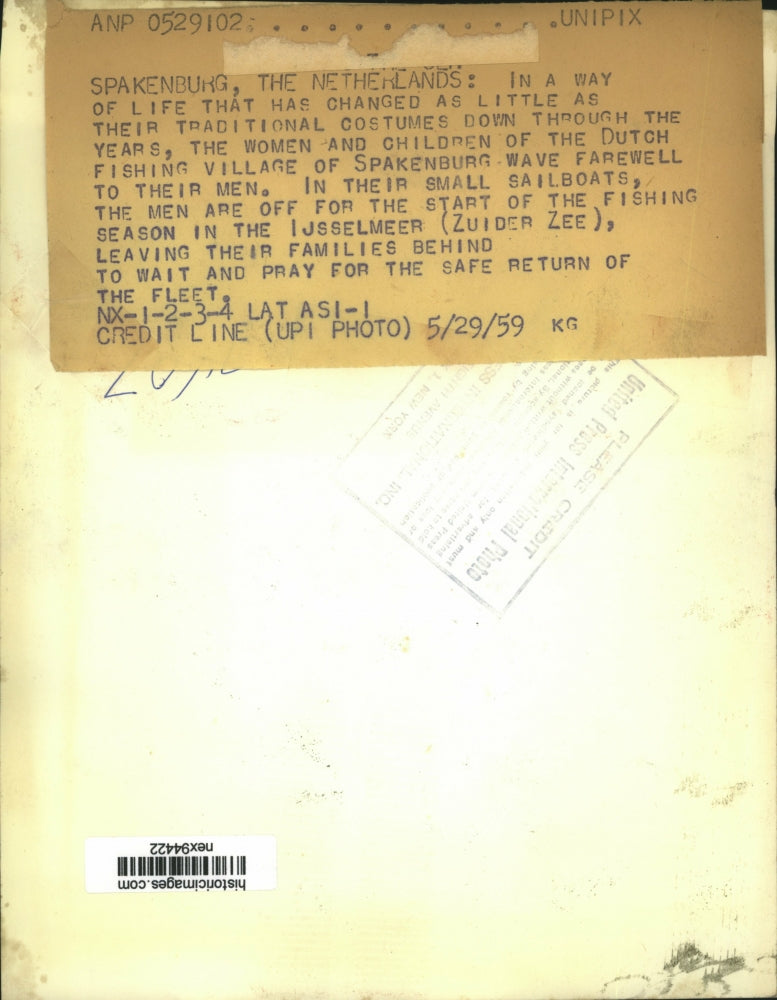 ANP 0529102. . . . . . . . . . . .UNIPIX
SPAKENBURG, THE NETHERLANDS: IN A WAY
OF LIFE THAT HAS CHANGED AS LITTLE AS
THEIR TRADITIONAL COSTUMES DOWN THROUGH THE
YEARS, THE WOMEN AND CHILDREN OF THE DUTCH
FISHING VILLAGE OF SPAKENBURG WAVE FAREWELL
TO THEIR MEN. IN THEIR SMALL SAILBOATS,
THE MEN ARE OFF FOR THE START OF THE FISHING
SEASON IN THE IJSSELMEER (ZUIDER ZEE),
LEAVING THEIR FAMILIES BEHIND
TO WAIT AND PRAY FOR THE SAFE RETURN OF
THE FLEET.
NX-1-2-3-4 LAT ASI-1
CREDIT LINE (UPI PHOTO) 5/29/59 KG
PLEASE CREDIT
United Press International Photo
historicimages.com
nex94422